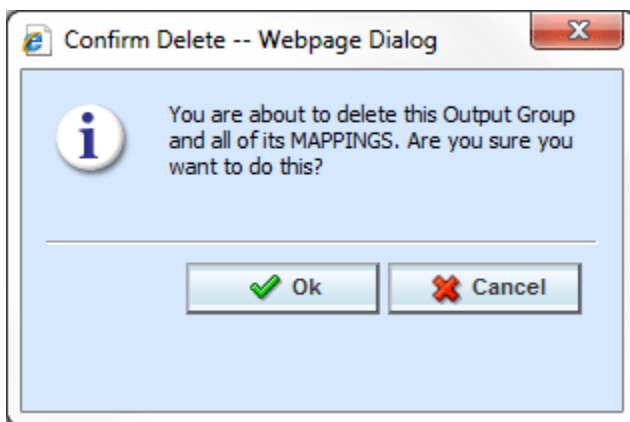 Confirm Delete -- Webpage Dialog
You are about to delete this Output Group
and all of its MAPPINGS. Are you sure you
want to do this?
Ok
Cancel